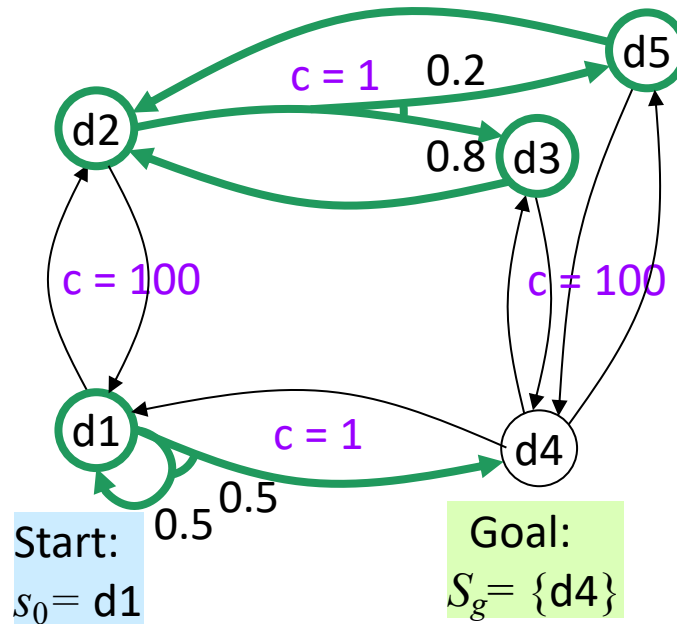 d5
c = 1
0.2
d2
0.8
d3
c = 100
c = 100
d1
c = 1
d4
0.5
0.5
Start:
s₀= d1
Goal:
S_g= {d4}